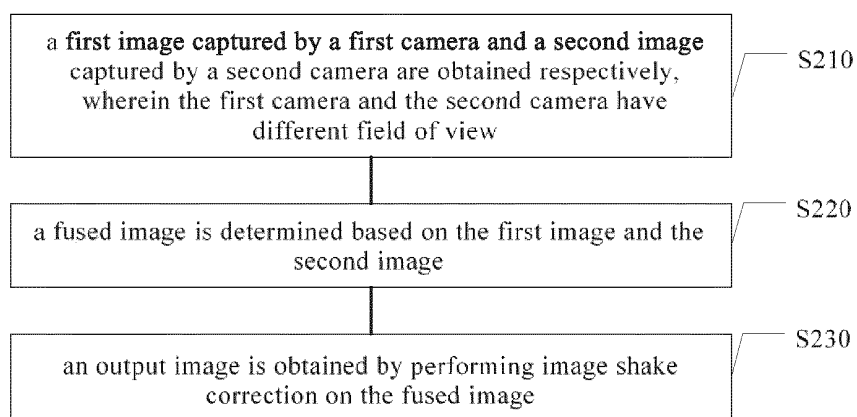 a first image captured by a first camera and a second image
captured by a second camera are obtained respectively,
wherein the first camera and the second camera have
different field of view
S210
a fused image is determined based on the first image and the
second image
S220
an output image is obtained by performing image shake
correction on the fused image
S230